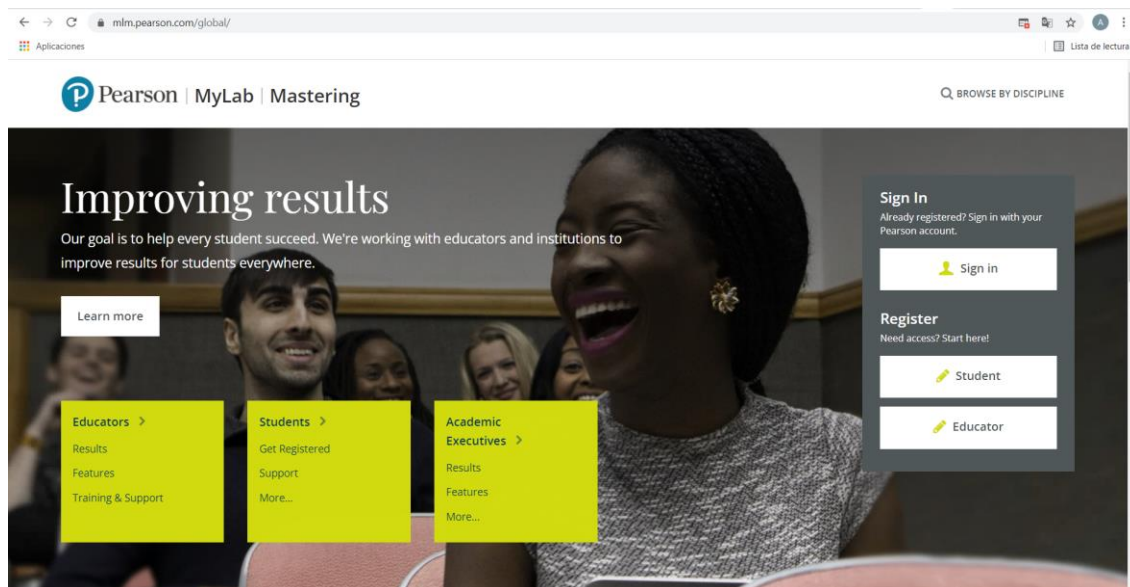 mlm.pearson.com/global/
A
Aplicaciones
Lista de lectura
P Pearson | MyLab | Mastering
BROWSE BY DISCIPLINE
Improving results
Our goal is to help every student succeed. We're working with educators and institutions to
improve results for students everywhere.
Learn more
Educators >
Results
Features
Training & Support
Students >
Get Registered
Support
More...
Academic
Executives >
Results
Features
More...
Sign In
Already registered? Sign in with your
Pearson account.
Sign in
Register
Need access? Start here!
Student
Educator